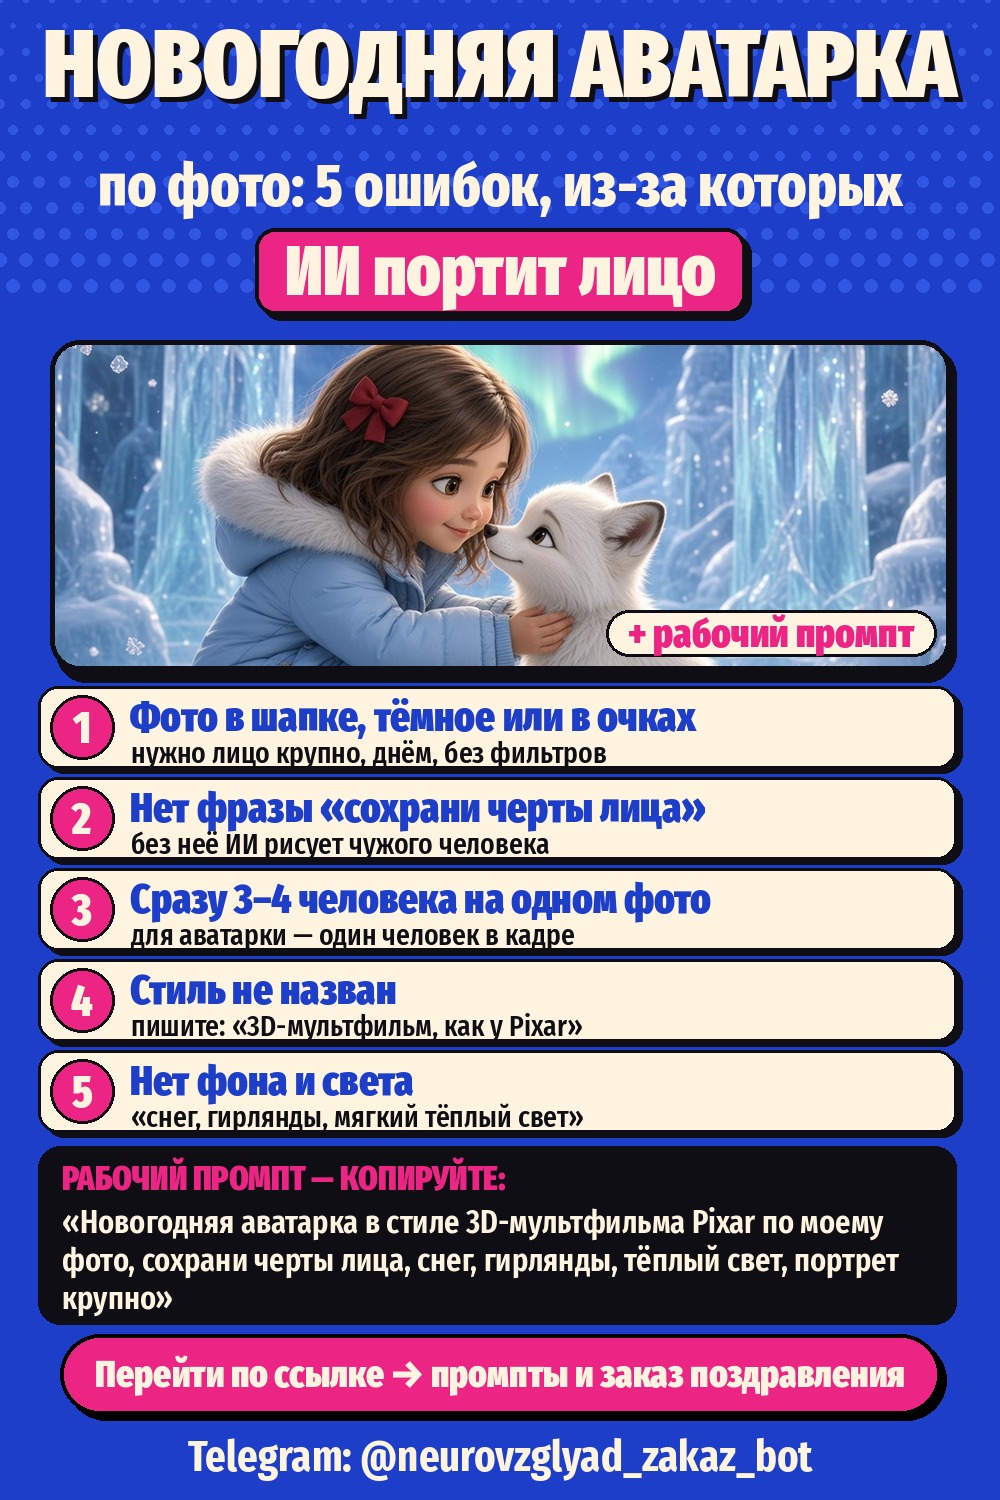 НОВОГОДНЯЯ АВАТАРКА
по фото: 5 ошибок, из-за которых
ИИ портит лицо
+ рабочий промпт
1
Фото в шапке, тёмное или в очках
нужно лицо крупно, днём, без фильтров
2
Нет фразы «сохрани черты лица»
без неё ИИ рисует чужого человека
3
Сразу 3–4 человека на одном фото
для аватарки — один человек в кадре
4
Стиль не назван
пишите: «3D-мультфильм, как у Pixar»
5
Нет фона и света
«снег, гирлянды, мягкий тёплый свет»
РАБОЧИЙ ПРОМПТ — КОПИРУЙТЕ:
«Новогодняя аватарка в стиле 3D-мультфильма Pixar по моему
фото, сохрани черты лица, снег, гирлянды, тёплый свет, портрет
крупно»
Перейти по ссылке → промпты и заказ поздравления
Telegram: @neurovzglyad_zakaz_bot